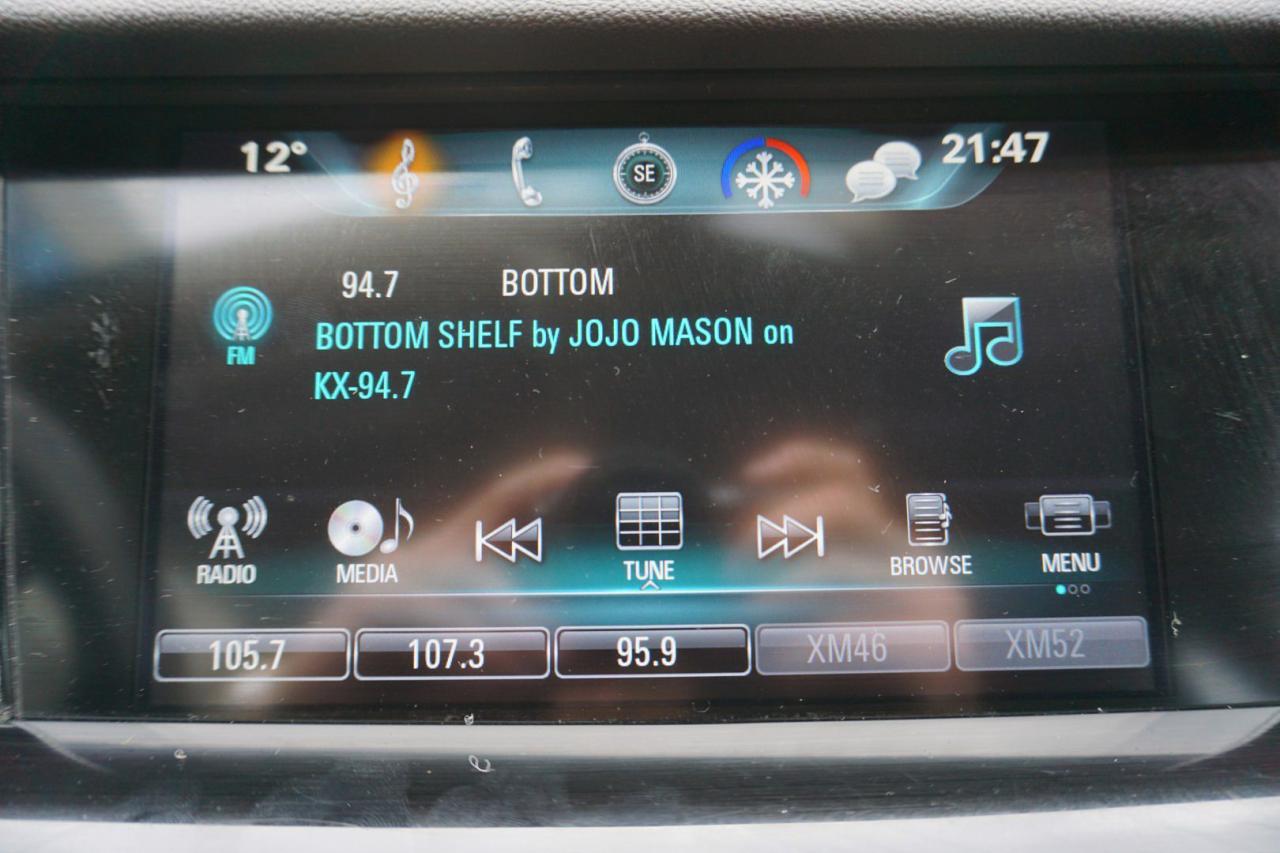 12° SE 21:47
94.7 BOTTOM
FM BOTTOM SHELF by JOJO MASON on
KX-94.7
RADIO MEDIA TUNE BROWSE MENU
105.7 107.3 95.9 XM46 XM52